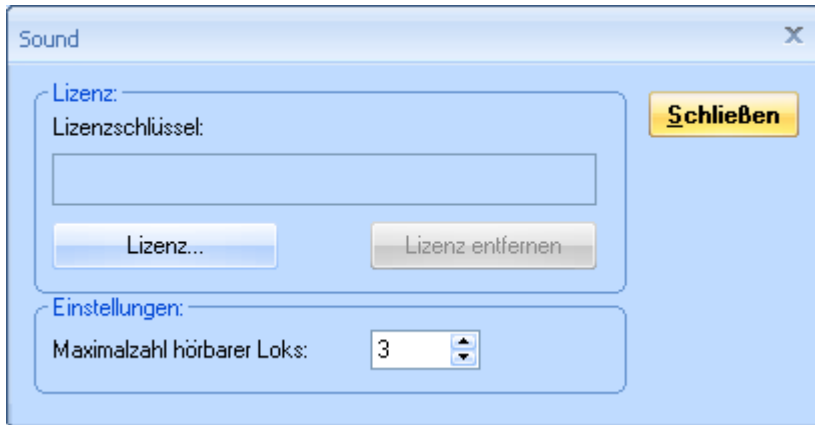 Sound
Lizenz:
Lizenzschlüssel:
Schließen
Lizenz...
Lizenz entfernen
Einstellungen:
Maximalzahl hörbarer Loks:
3